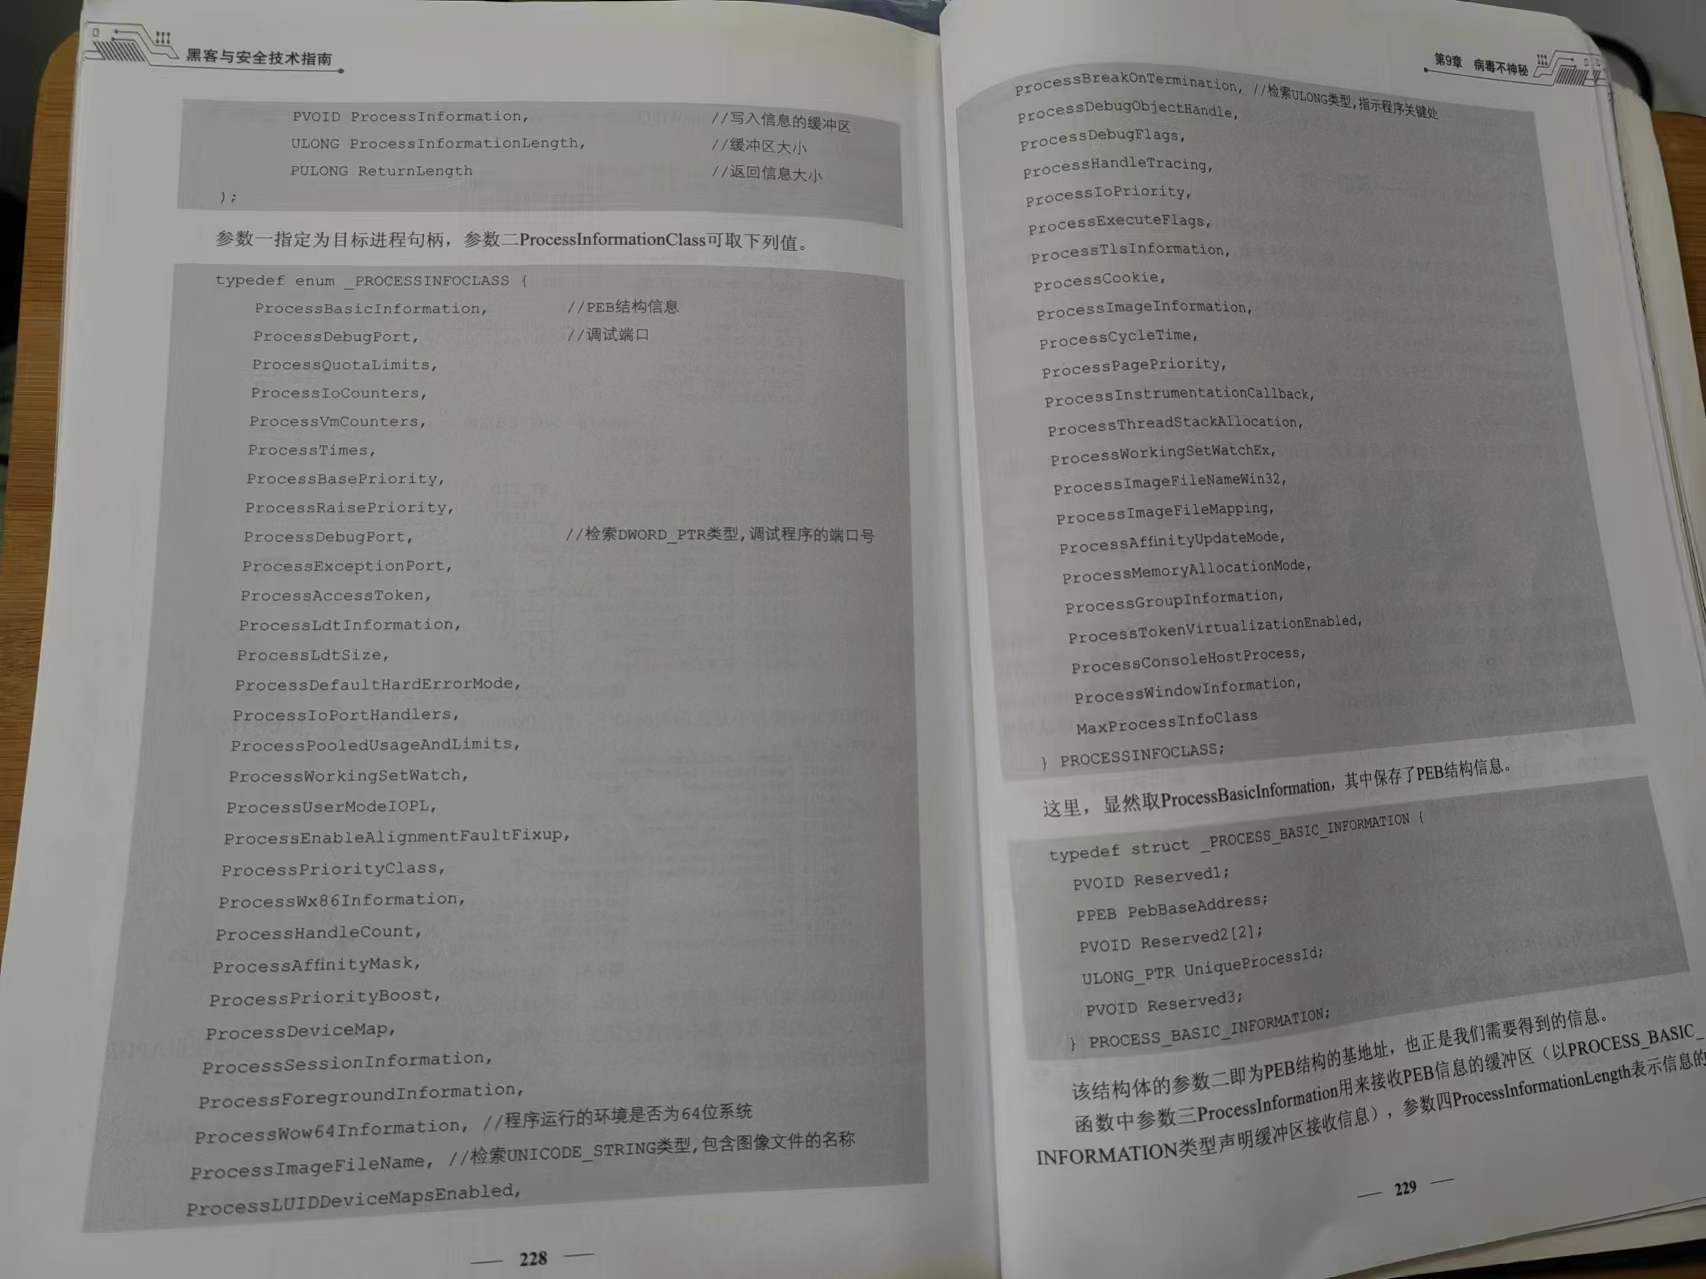 黑客与安全技术指南
PVOID ProcessInformation, //写入信息的缓冲区
ULONG ProcessInformationLength, //缓冲区大小
PULONG ReturnLength //返回信息大小
);
参数一指定为目标进程句柄，参数二ProcessInformationClass可取下列值。
typedef enum _PROCESSINFOCLASS {
ProcessBasicInformation, //PEB结构信息
ProcessDebugPort, //调试端口
ProcessQuotaLimits,
ProcessIoCounters,
ProcessVmCounters,
ProcessTimes,
ProcessBasePriority,
ProcessRaisePriority,
ProcessDebugPort, //检索DWORD_PTR类型,调试程序的端口号
ProcessExceptionPort,
ProcessAccessToken,
ProcessLdtInformation,
ProcessLdtSize,
ProcessDefaultHardErrorMode,
ProcessIoPortHandlers,
ProcessPooledUsageAndLimits,
ProcessWorkingSetWatch,
ProcessUserModeIOPL,
ProcessEnableAlignmentFaultFixup,
ProcessPriorityClass,
ProcessWx86Information,
ProcessHandleCount,
ProcessAffinityMask,
ProcessPriorityBoost,
ProcessDeviceMap,
ProcessSessionInformation,
ProcessForegroundInformation,
ProcessWow64Information, //程序运行的环境是否为64位系统
ProcessImageFileName, //检索UNICODE_STRING类型,包含图像文件的名称
ProcessLUIDDeviceMapsEnabled,
228
第9章 病毒不神秘
ProcessBreakOnTermination, //检索ULONG类型,指示程序关键处
ProcessDebugObjectHandle,
ProcessDebugFlags,
ProcessHandleTracing,
ProcessIoPriority,
ProcessExecuteFlags,
ProcessTlsInformation,
ProcessCookie,
ProcessImageInformation,
ProcessCycleTime,
ProcessPagePriority,
ProcessInstrumentationCallback,
ProcessThreadStackAllocation,
ProcessWorkingSetWatchEx,
ProcessImageFileNameWin32,
ProcessImageFileMapping,
ProcessAffinityUpdateMode,
ProcessMemoryAllocationMode,
ProcessGroupInformation,
ProcessTokenVirtualizationEnabled,
ProcessConsoleHostProcess,
ProcessWindowInformation,
MaxProcessInfoClass
} PROCESSINFOCLASS;
这里，显然取ProcessBasicInformation，其中保存了PEB结构信息。
typedef struct _PROCESS_BASIC_INFORMATION {
PVOID Reserved1;
PPEB PebBaseAddress;
PVOID Reserved2[2];
ULONG_PTR UniqueProcessId;
PVOID Reserved3;
} PROCESS_BASIC_INFORMATION;
该结构体的参数二即为PEB结构的基地址，也正是我们需要得到的信息。
函数中参数三ProcessInformation用来接收PEB信息的缓冲区（以PROCESS_BASIC_
INFORMATION类型声明缓冲区接收信息），参数四ProcessInformationLength表示信息的
229